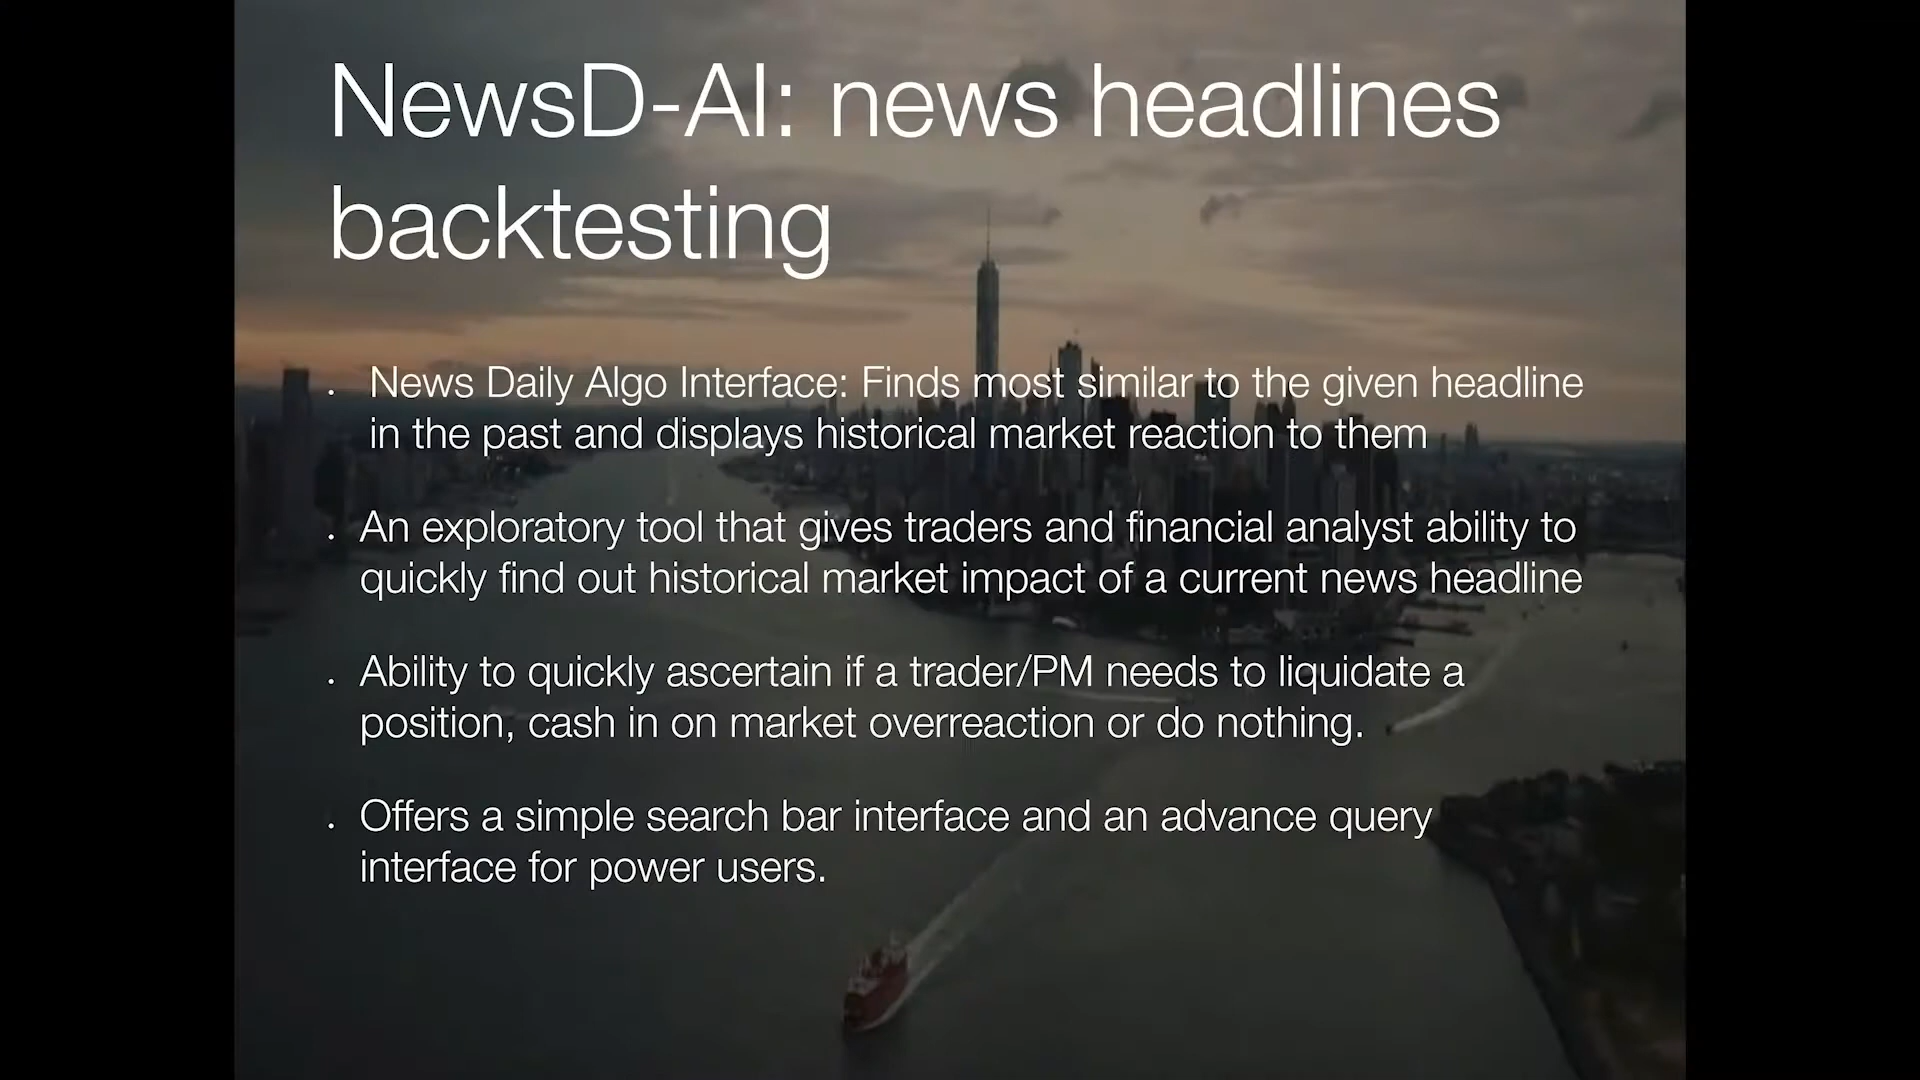 NewsD-AI: news headlines
backtesting
• News Daily Algo Interface: Finds most similar to the given headline
in the past and displays historical market reaction to them
• An exploratory tool that gives traders and financial analyst ability to
quickly find out historical market impact of a current news headline
• Ability to quickly ascertain if a trader/PM needs to liquidate a
position, cash in on market overreaction or do nothing.
• Offers a simple search bar interface and an advance query
interface for power users.